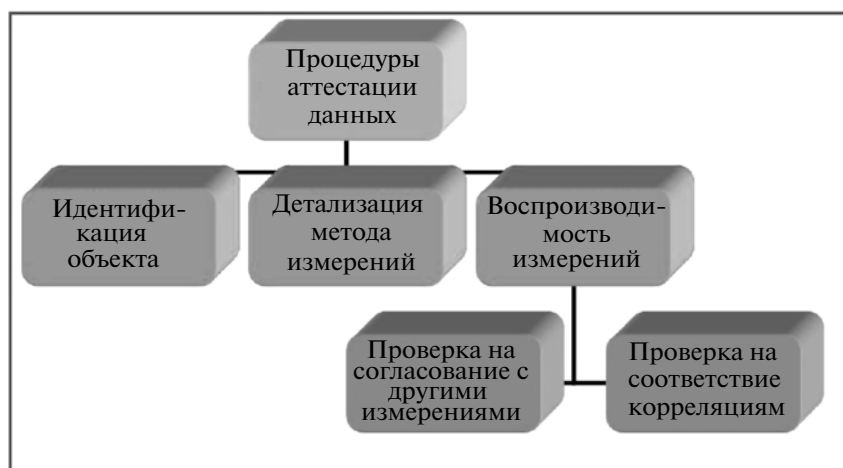 Процедуры
аттестации
данных
Идентифи-
кация
объекта
Детализация
метода
измерений
Воспроизводи-
мость
измерений
Проверка на
согласование с
другими
измерениями
Проверка на
соответствие
корреляциям